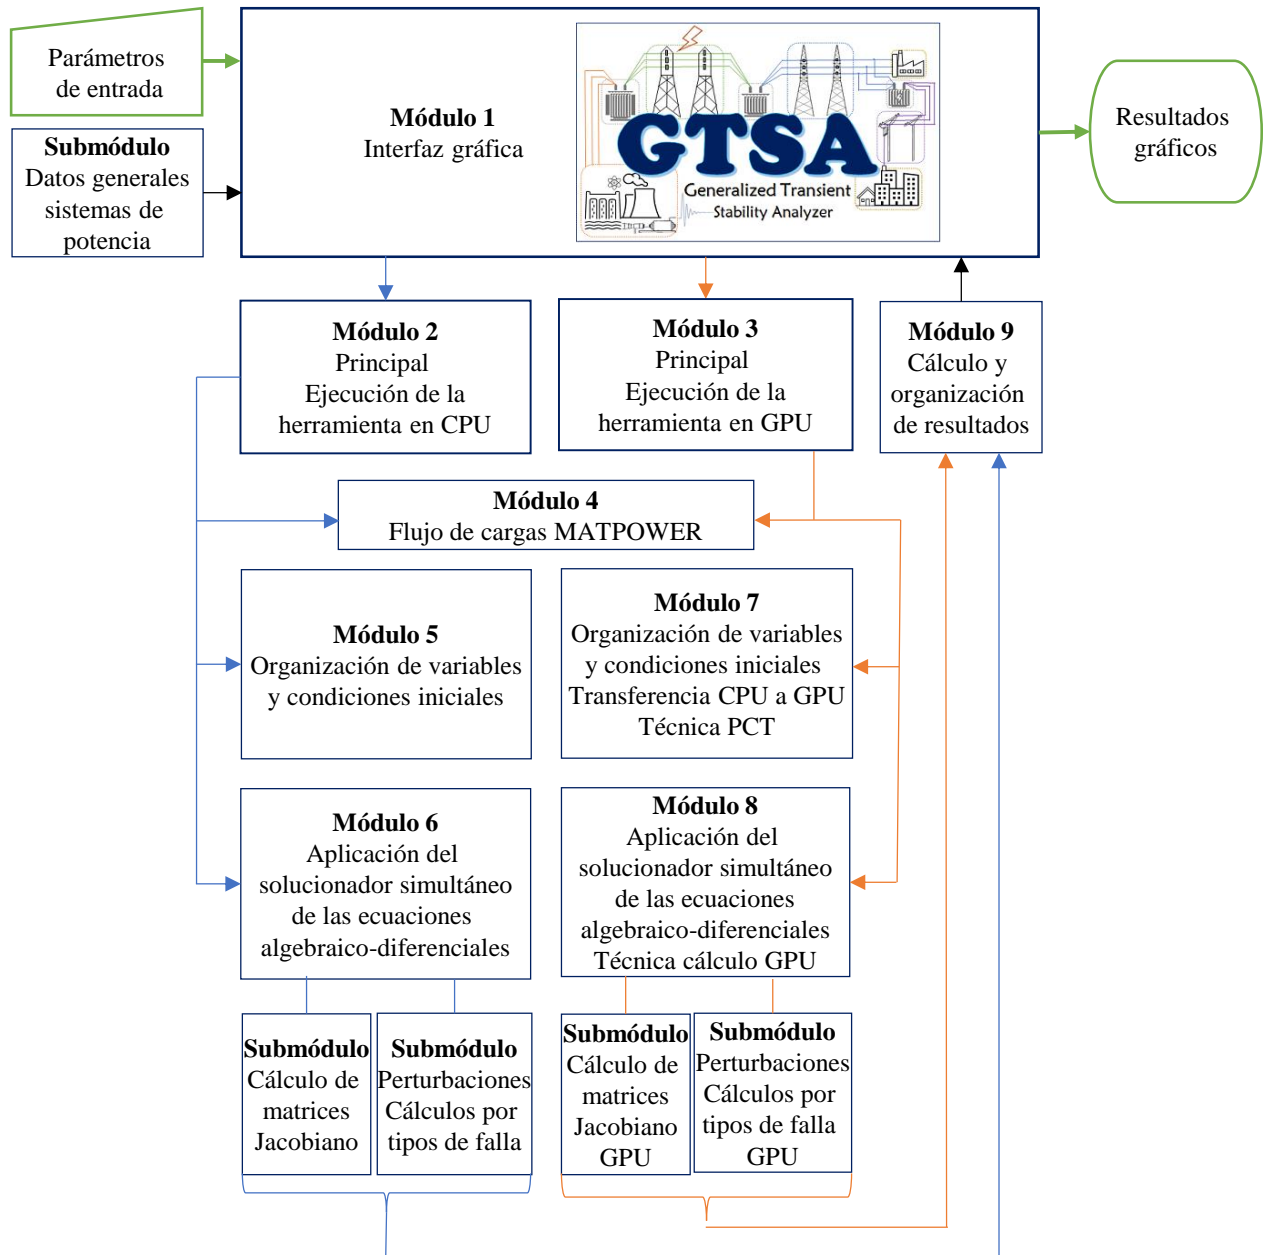 Parámetros
de entrada
Submódulo
Datos generales
sistemas de
potencia
Módulo 1
Interfaz gráfica
GTSA
Generalized Transient
Stability Analyzer
Resultados
gráficos
Módulo 2
Principal
Ejecución de la
herramienta en CPU
Módulo 3
Principal
Ejecución de la
herramienta en GPU
Módulo 9
Cálculo y
organización
de resultados
Módulo 4
Flujo de cargas MATPOWER
Módulo 5
Organización de variables
y condiciones iniciales
Módulo 7
Organización de variables
y condiciones iniciales
Transferencia CPU a GPU
Técnica PCT
Módulo 6
Aplicación del
solucionador simultáneo
de las ecuaciones
algebraico-diferenciales
Módulo 8
Aplicación del
solucionador simultáneo
de las ecuaciones
algebraico-diferenciales
Técnica cálculo GPU
Submódulo
Cálculo de
matrices
Jacobiano
Submódulo
Perturbaciones
Cálculos por
tipos de falla
Submódulo
Cálculo de
matrices
Jacobiano
GPU
Submódulo
Perturbaciones
Cálculos por
tipos de falla
GPU